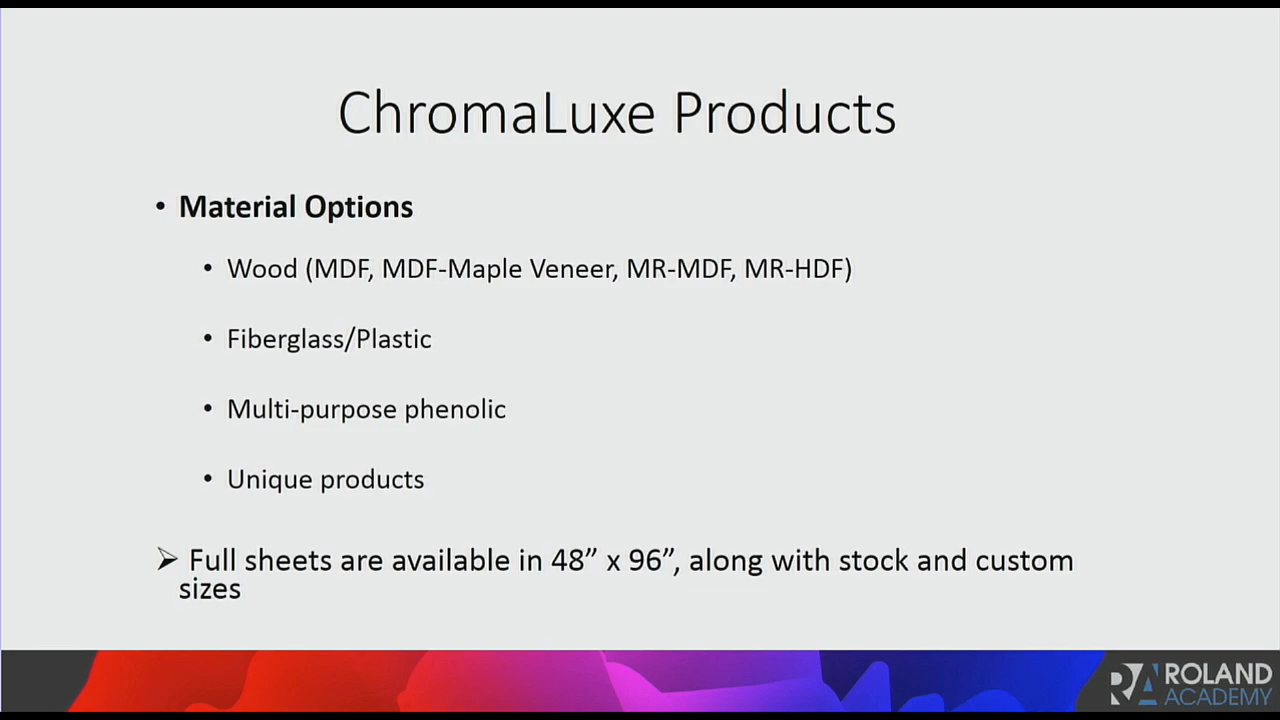 ChromaLuxe Products
• Material Options
• Wood (MDF, MDF-Maple Veneer, MR-MDF, MR-HDF)
• Fiberglass/Plastic
• Multi-purpose phenolic
• Unique products
➢ Full sheets are available in 48” x 96”, along with stock and custom
sizes
RA ROLAND
ACADEMY